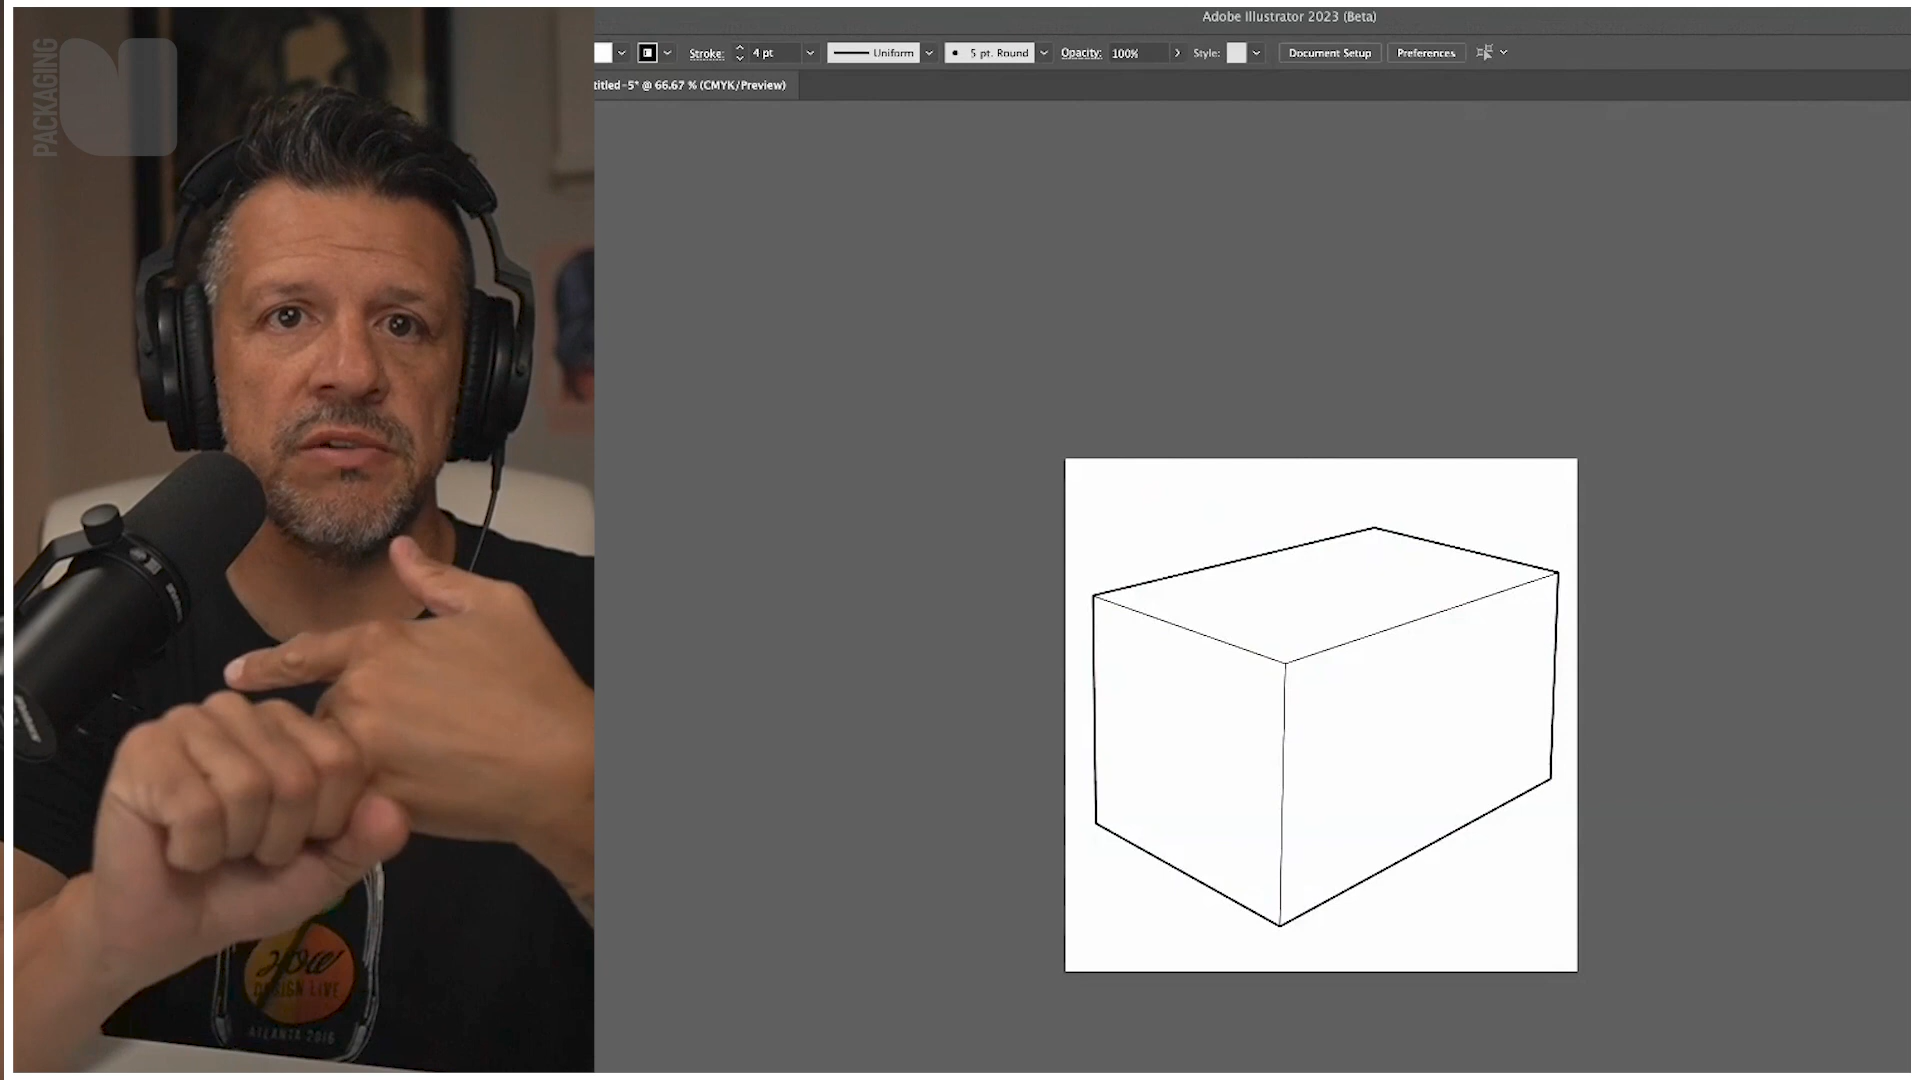 PACKAGING
Adobe Illustrator 2023 (Beta)
Stroke: 4 pt Uniform 5 pt. Round Opacity: 100% Style: Document Setup Preferences
titled-5* @ 66.67 % (CMYK/Preview)
HOW
DESIGN LIVE
ATLANTA 2016